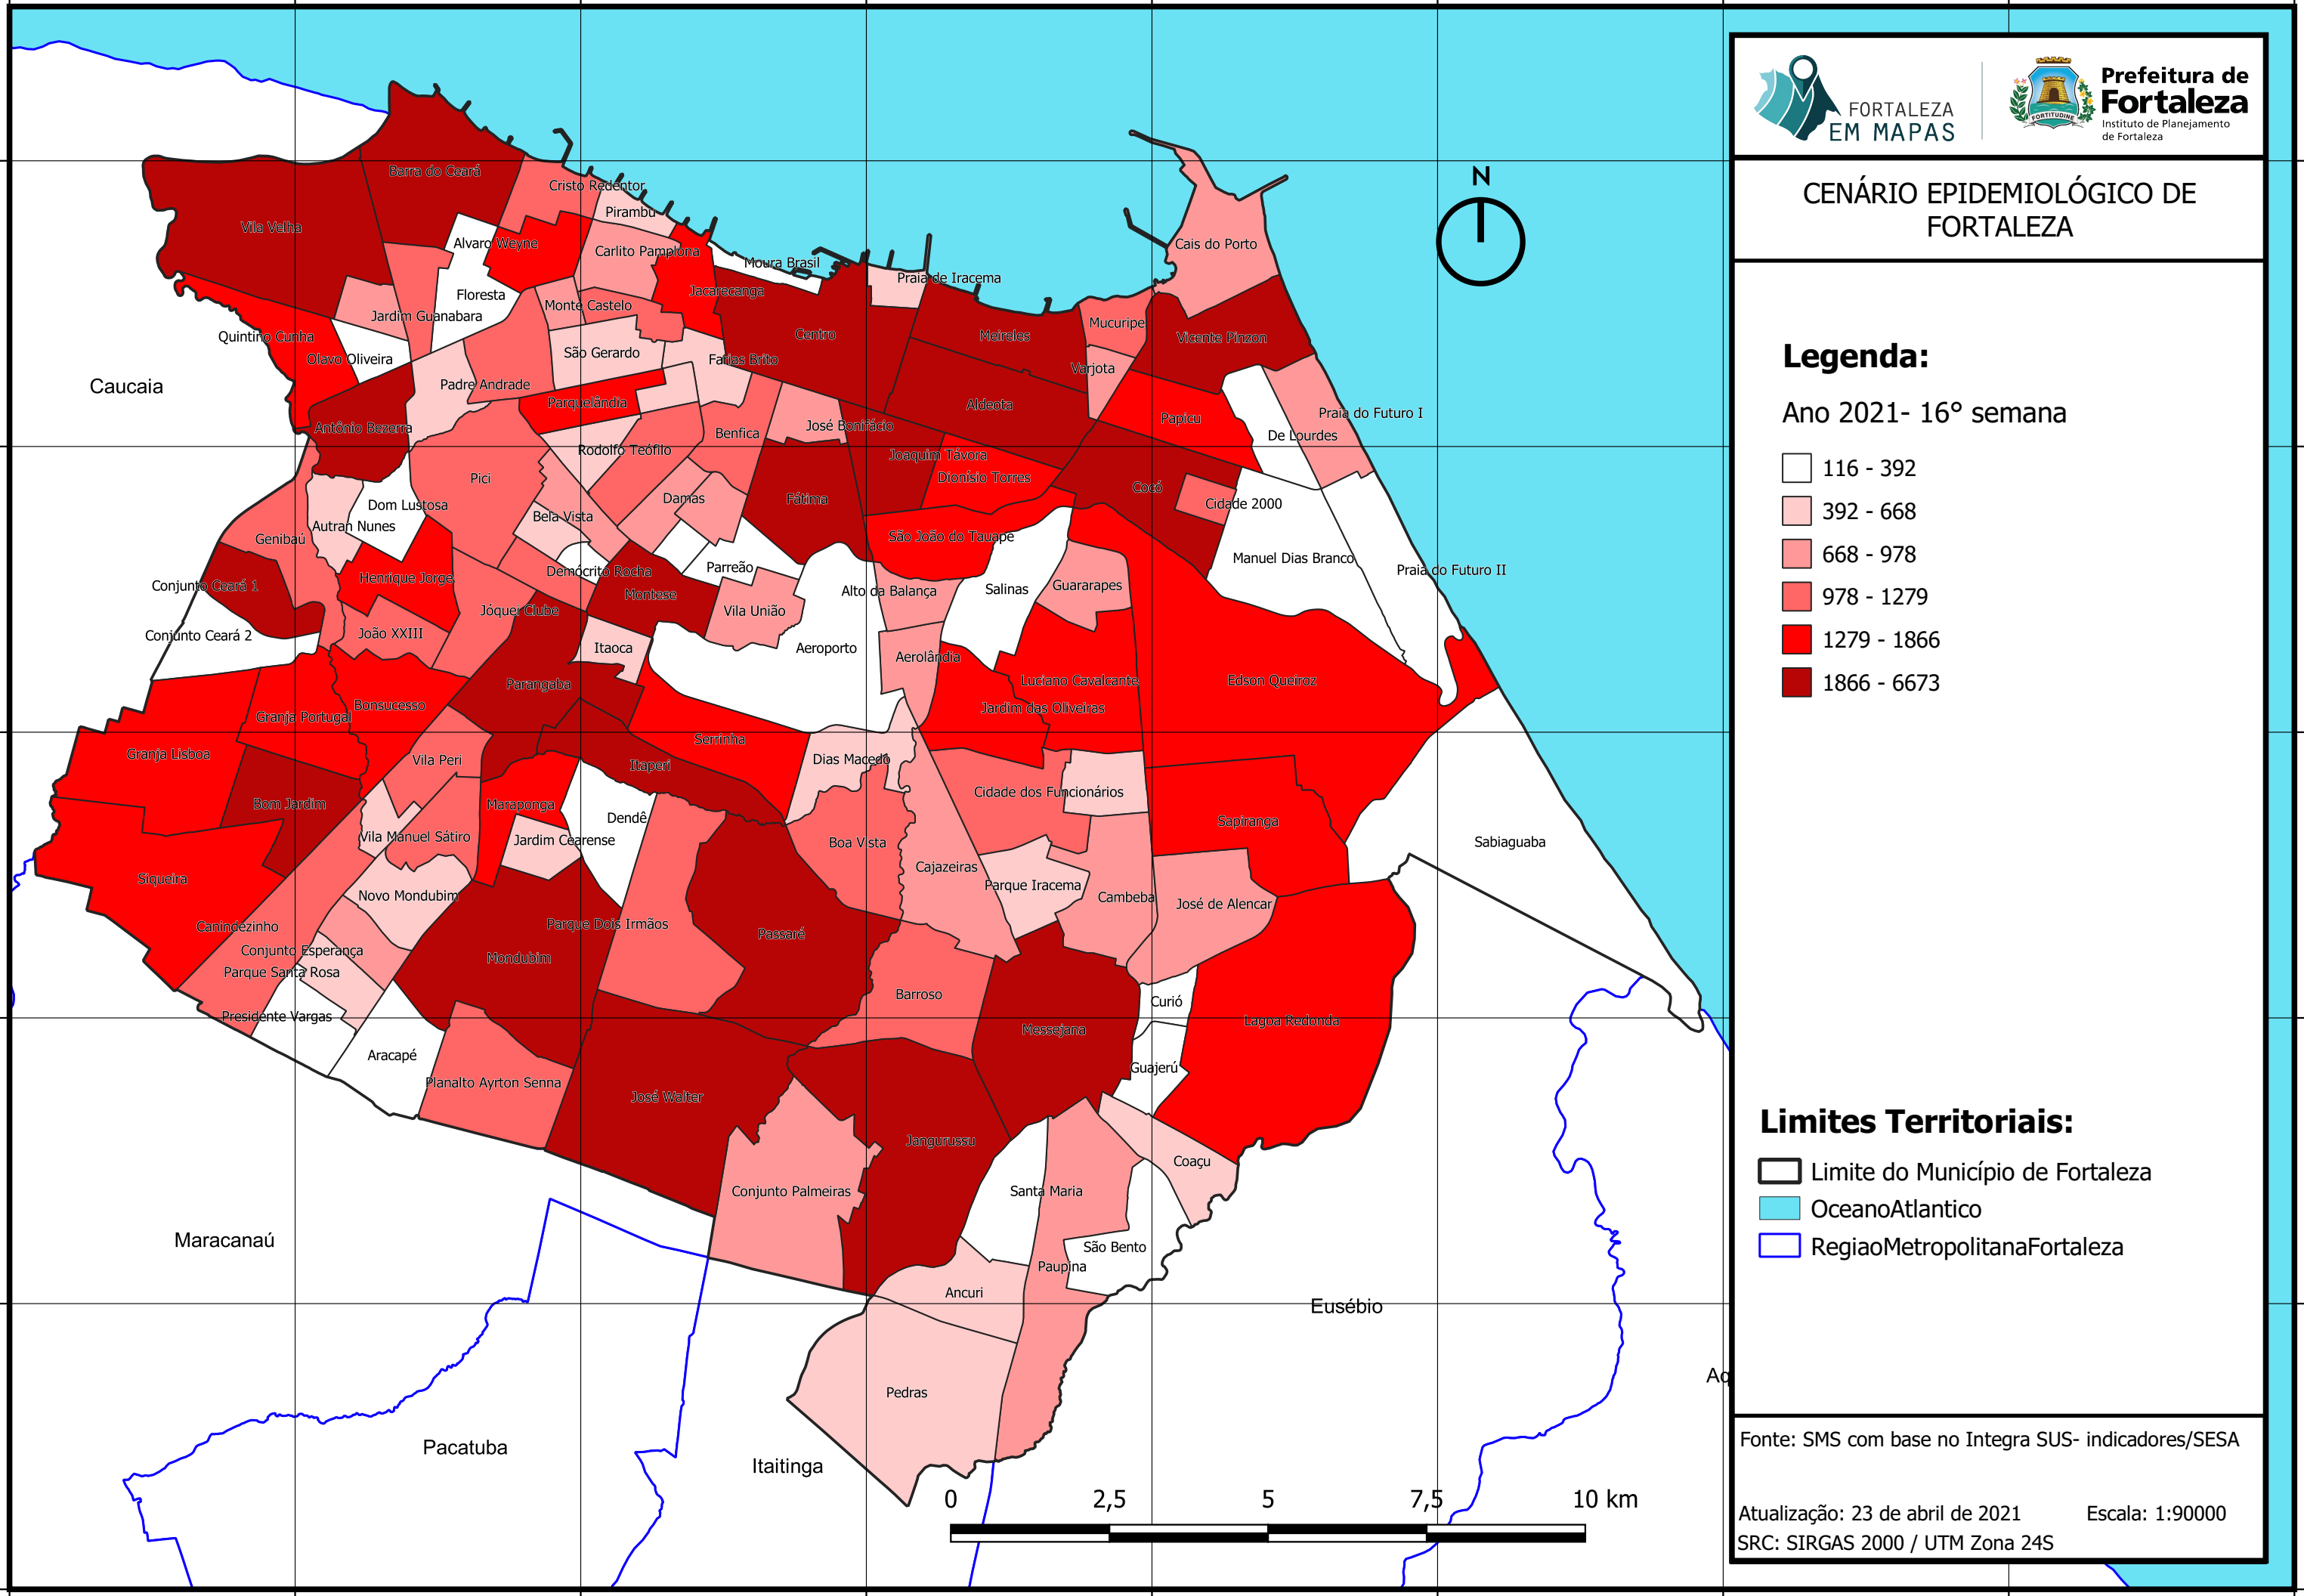 FORTALEZA
EM MAPAS
FORTITUDINE
Prefeitura de
Fortaleza
Instituto de Planejamento
de Fortaleza
CENÁRIO EPIDEMIOLÓGICO DE
FORTALEZA
Legenda:
Ano 2021- 16° semana
116 - 392
392 - 668
668 - 978
978 - 1279
1279 - 1866
1866 - 6673
Limites Territoriais:
Limite do Município de Fortaleza
OceanoAtlantico
RegiaoMetropolitanaFortaleza
Fonte: SMS com base no Integra SUS- indicadores/SESA
Atualização: 23 de abril de 2021 Escala: 1:90000
SRC: SIRGAS 2000 / UTM Zona 24S
N
Barra do Ceará
Cristo Redentor
Pirambu
Vila Velha
Alvaro Weyne
Carlito Pamplona
Moura Brasil
Cais do Porto
Praia de Iracema
Floresta
Jacarecanga
Monte Castelo
Jardim Guanabara
Quintino Cunha
Centro
Meireles
Mucuripe
Vicente Pinzon
Olavo Oliveira
São Gerardo
Farias Brito
Varjota
Caucaia
Padre Andrade
Parquelândia
Aldeota
Papicu
Praia do Futuro I
Antônio Bezerra
José Bonifácio
Benfica
De Lourdes
Rodolfo Teófilo
Joaquim Távora
Pici
Dionísio Torres
Cocó
Damas
Fátima
Dom Lustosa
Cidade 2000
Autran Nunes
Bela Vista
Genibaú
São João do Tauape
Manuel Dias Branco
Praia do Futuro II
Henrique Jorge
Demócrito Rocha
Parreão
Conjunto Ceará 1
Montese
Alto da Balança
Salinas
Guararapes
Jóquer Clube
Vila União
Conjunto Ceará 2
João XXIII
Itaoca
Aeroporto
Aerolândia
Parangaba
Luciano Cavalcante
Edson Queiroz
Bonsucesso
Jardim das Oliveiras
Granja Portugal
Serrinha
Granja Lisboa
Vila Peri
Dias Macedo
Itaperi
Cidade dos Funcionários
Bom Jardim
Maraponga
Dendê
Sapiranga
Vila Manuel Sátiro
Jardim Cearense
Boa Vista
Sabiaguaba
Cajazeiras
Siqueira
Parque Iracema
Novo Mondubim
Cambeba
José de Alencar
Canindezinho
Parque Dois Irmãos
Passaré
Conjunto Esperança
Mondubim
Parque Santa Rosa
Barroso
Curió
Presidente Vargas
Messejana
Lagoa Redonda
Aracapé
Guajerú
Planalto Ayrton Senna
José Walter
Jangurussu
Coaçu
Conjunto Palmeiras
Santa Maria
Maracanaú
São Bento
Paupina
Ancuri
Eusébio
Aq
Pedras
Pacatuba
Itaitinga
0 2,5 5 7,5 10 km